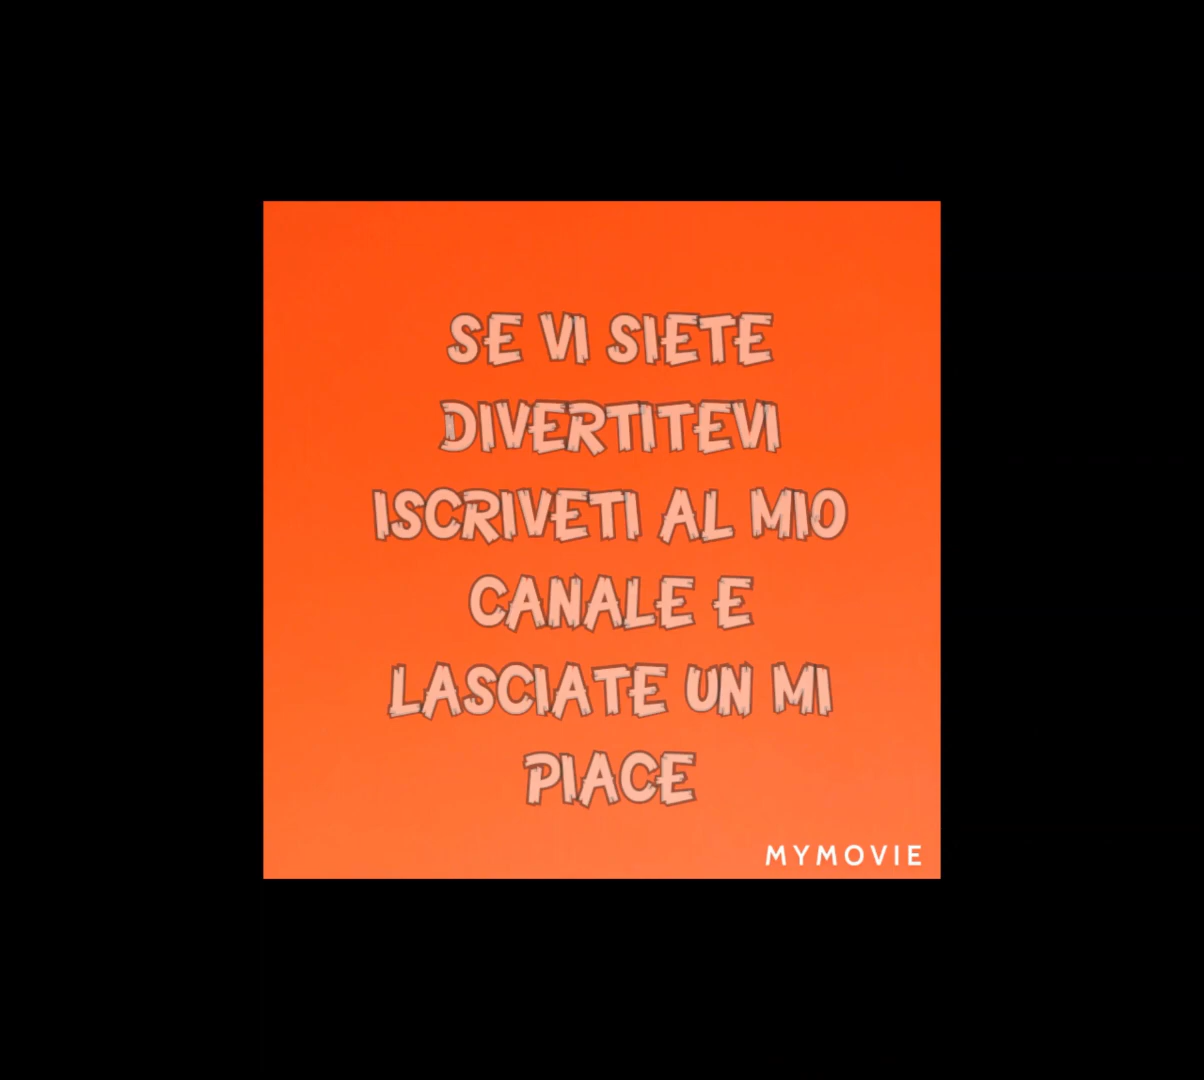 SE VI SIETE
DIVERTITEVI
ISCRIVETI AL MIO
CANALE E
LASCIATE UN MI
PIACE
MYMOVIE